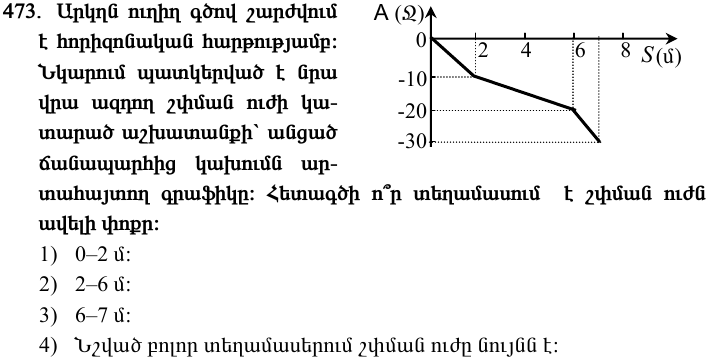 473. Արկղն ուղիղ գծով շարժվում
է հորիզոնական հարթությամբ:
Նկարում պատկերված է նրա
վրա ազդող շփման ուժի կա-
տարած աշխատանքի՝ անցած
ճանապարհից կախումն ար-
տահայտող գրաֆիկը: Հետագծի ո՞ր տեղամասում է շփման ուժն
ավելի փոքր:
A (Ջ)
0
2 4 6 8 S(մ)
-10
-20
-30
1) 0–2 մ:
2) 2–6 մ:
3) 6–7 մ:
4) Նշված բոլոր տեղամասերում շփման ուժը նույնն է: